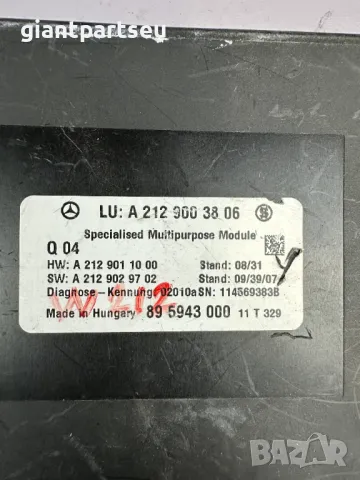 giantpartseu
LU: A 212 900 38 06
Specialised Multipurpose Module
Q 04
HW: A 212 901 10 00 Stand: 08/31
SW: A 212 902 97 02 Stand: 09/39/07
Diagnose-Kennung: 02010a SN: 1145693838
W212
Made in Hungary 89 5943 000 11 T 329
BAZAR